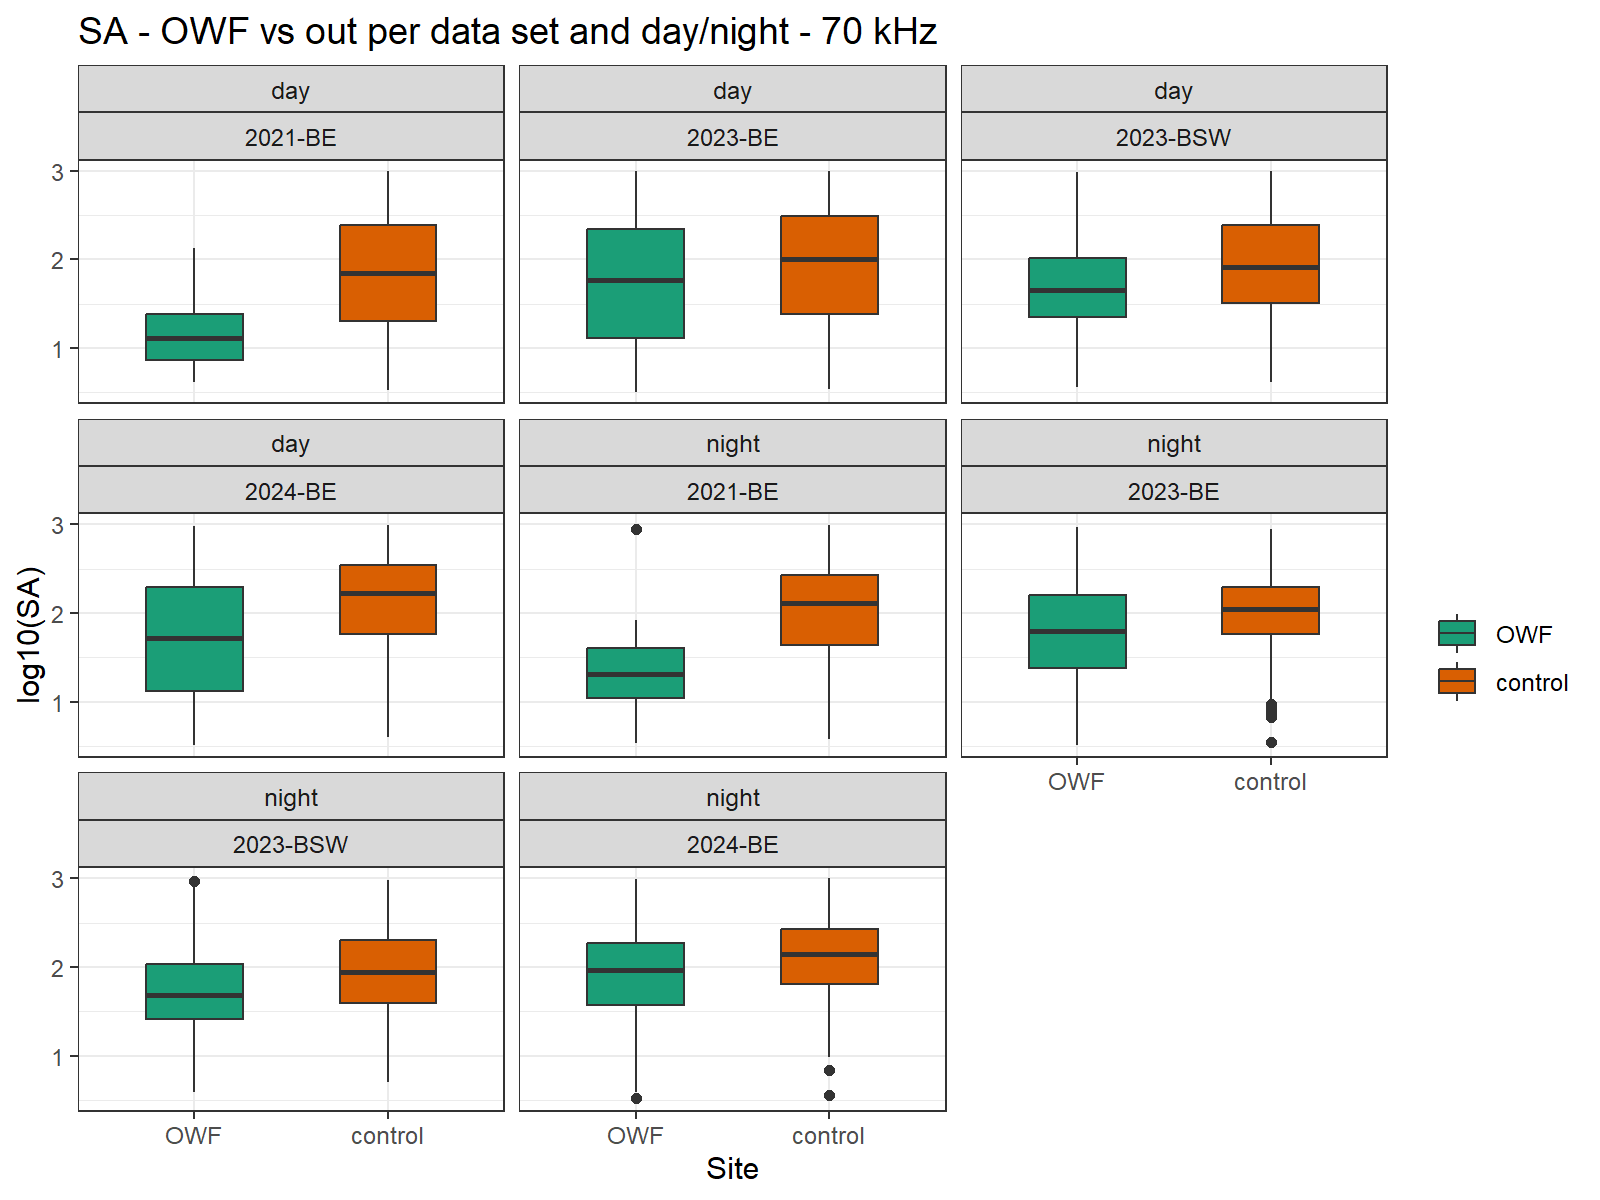 SA - OWF vs out per data set and day/night - 70 kHz
day
day
day
2021-BE
2023-BE
2023-BSW
3
2
1
day
night
night
2024-BE
2021-BE
2023-BE
3
2
1
log10(SA)
OWF
control
OWF
control
night
night
2023-BSW
2024-BE
3
2
1
OWF
control
OWF
control
Site